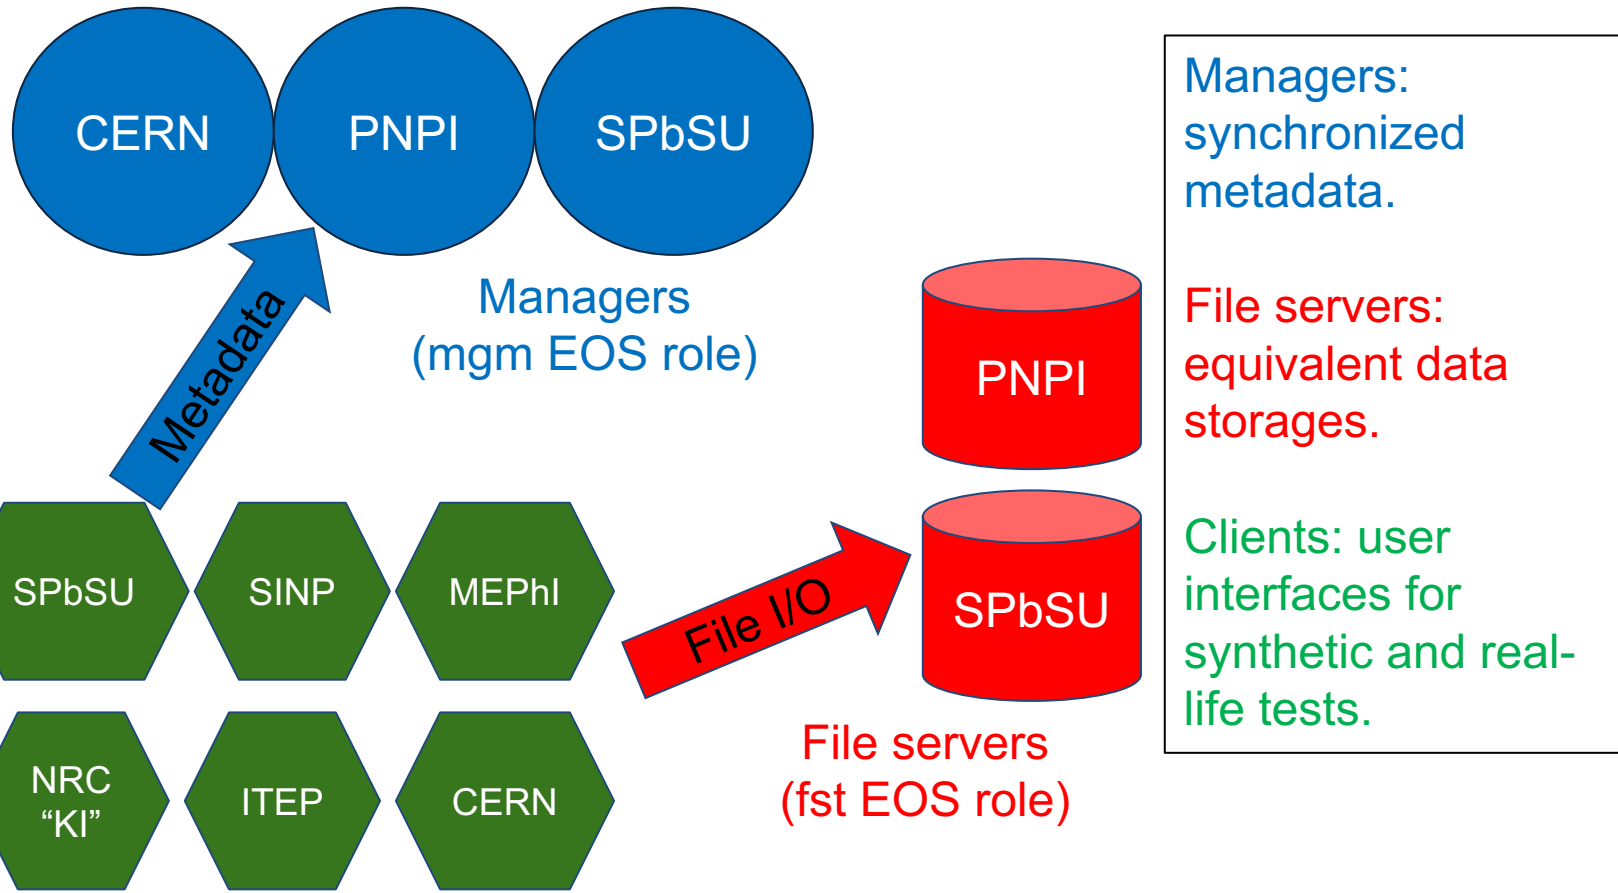 CERN
PNPI
SPbSU
Managers
(mgm EOS role)
Metadata
SPbSU
SINP
MEPhI
NRC
“KI”
ITEP
CERN
File I/O
PNPI
SPbSU
File servers
(fst EOS role)
Managers:
synchronized
metadata.
File servers:
equivalent data
storages.
Clients: user
interfaces for
synthetic and real-
life tests.